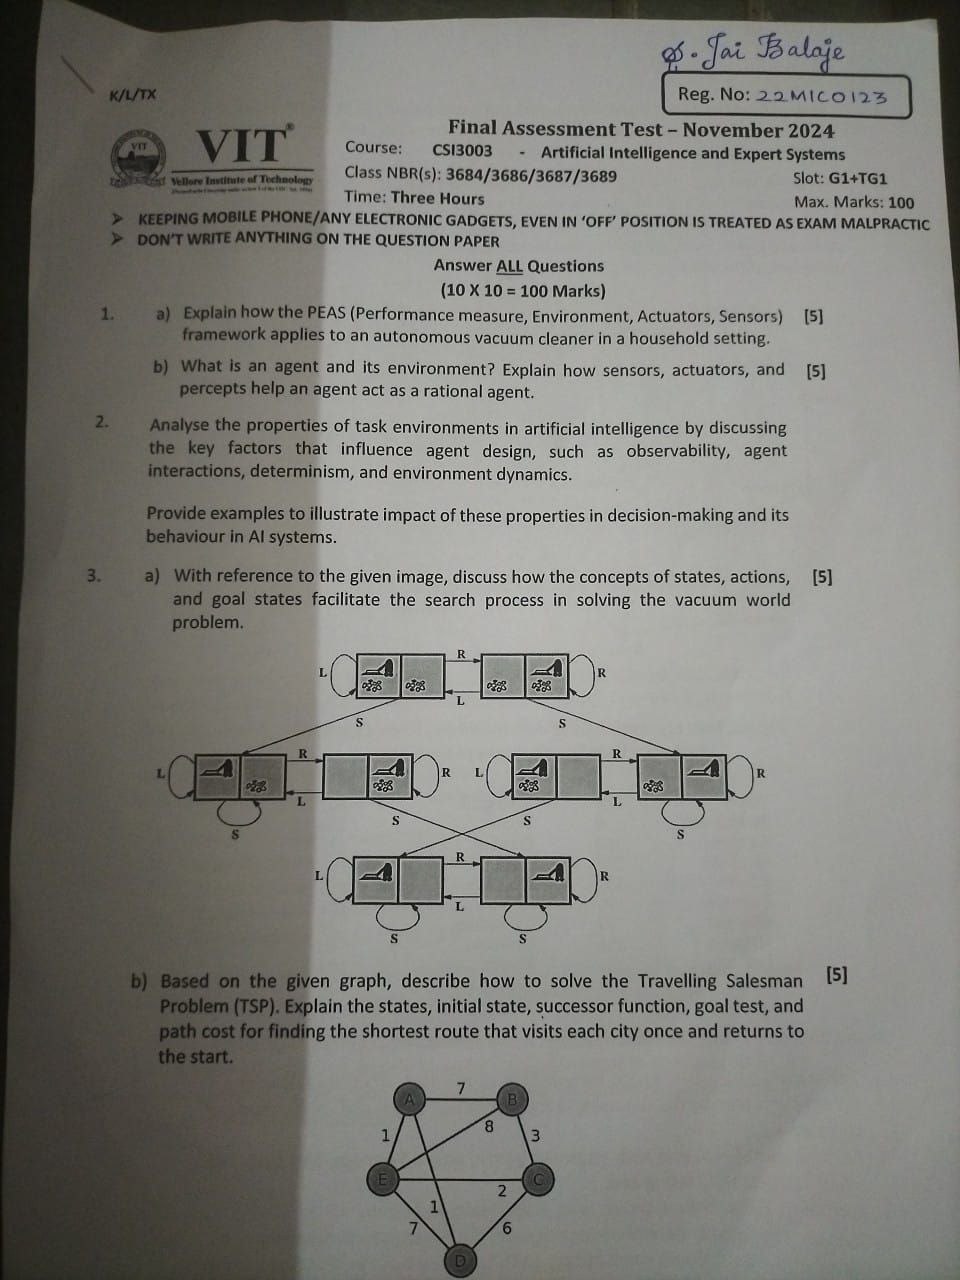 K/L/TX
S. Jai Balaje
Reg. No: 22MIC0123
VIT
VIT®
Vellore Institute of Technology
Final Assessment Test – November 2024
Course: CSI3003 - Artificial Intelligence and Expert Systems
Class NBR(s): 3684/3686/3687/3689
Slot: G1+TG1
Time: Three Hours
Max. Marks: 100
➤ KEEPING MOBILE PHONE/ANY ELECTRONIC GADGETS, EVEN IN ‘OFF’ POSITION IS TREATED AS EXAM MALPRACTIC
➤ DON’T WRITE ANYTHING ON THE QUESTION PAPER
Answer ALL Questions
(10 X 10 = 100 Marks)
1. a) Explain how the PEAS (Performance measure, Environment, Actuators, Sensors) [5]
framework applies to an autonomous vacuum cleaner in a household setting.
b) What is an agent and its environment? Explain how sensors, actuators, and [5]
percepts help an agent act as a rational agent.
2. Analyse the properties of task environments in artificial intelligence by discussing
the key factors that influence agent design, such as observability, agent
interactions, determinism, and environment dynamics.
Provide examples to illustrate impact of these properties in decision-making and its
behaviour in AI systems.
3. a) With reference to the given image, discuss how the concepts of states, actions, [5]
and goal states facilitate the search process in solving the vacuum world
problem.
R
L R
L
S S
R R
L R L R
L L
S S S S
R
L R
L
S S
b) Based on the given graph, describe how to solve the Travelling Salesman [5]
Problem (TSP). Explain the states, initial state, successor function, goal test, and
path cost for finding the shortest route that visits each city once and returns to
the start.
A 7 B
1 8 3
E 2 C
1
7 6
D